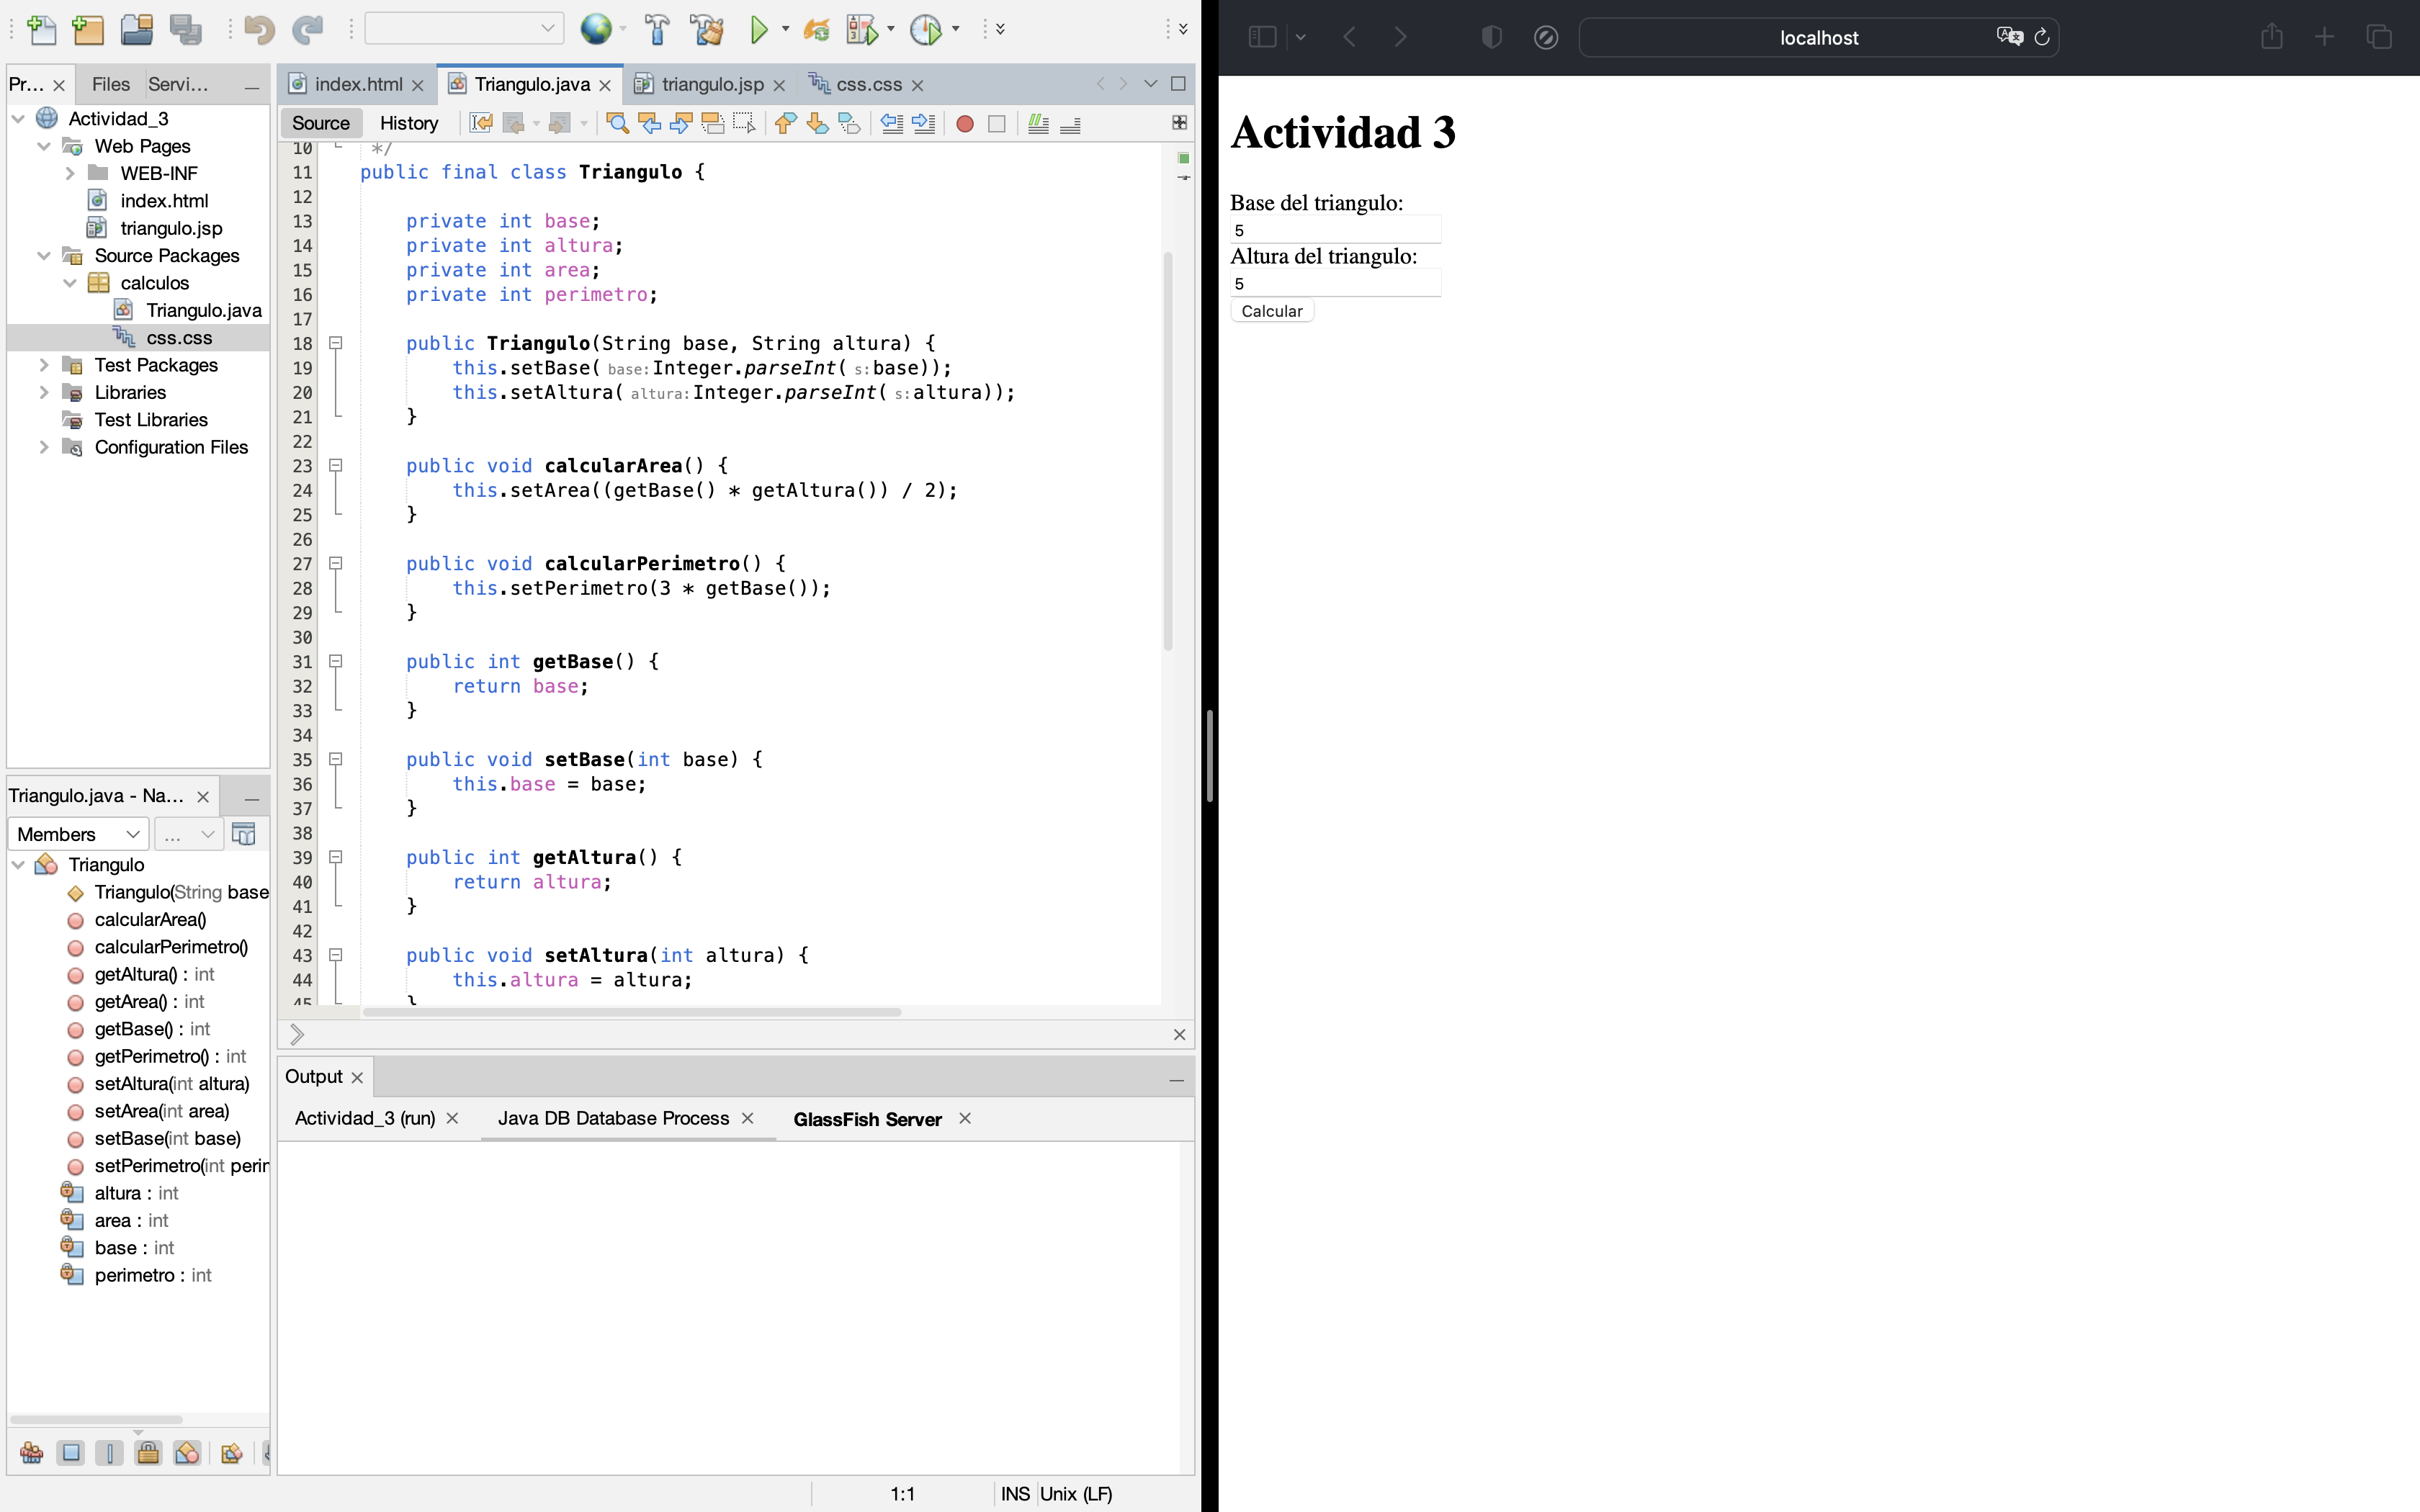 Pr...
Files
Servi...
Actividad_3
Web Pages
WEB-INF
index.html
triangulo.jsp
Source Packages
calculos
Triangulo.java
css.css
Test Packages
Libraries
Test Libraries
Configuration Files
Triangulo.java - Na...
Members
...
Triangulo
Triangulo(String base
calcularArea()
calcularPerimetro()
getAltura() : int
getArea() : int
getBase() : int
getPerimetro() : int
setAltura(int altura)
setArea(int area)
setBase(int base)
setPerimetro(int perin
altura : int
area : int
base : int
perimetro : int
index.html
Triangulo.java
triangulo.jsp
css.css
Source
History
10 */
11 public final class Triangulo {
12
13 private int base;
14 private int altura;
15 private int area;
16 private int perimetro;
17
18 public Triangulo(String base, String altura) {
19 this.setBase( base: Integer.parseInt( s: base));
20 this.setAltura( altura: Integer.parseInt( s: altura));
21 }
22
23 public void calcularArea() {
24 this.setArea((getBase() * getAltura()) / 2);
25 }
26
27 public void calcularPerimetro() {
28 this.setPerimetro(3 * getBase());
29 }
30
31 public int getBase() {
32 return base;
33 }
34
35 public void setBase(int base) {
36 this.base = base;
37 }
38
39 public int getAltura() {
40 return altura;
41 }
42
43 public void setAltura(int altura) {
44 this.altura = altura;
45 }
Output
Actividad_3 (run)
Java DB Database Process
GlassFish Server
1:1
INS
Unix (LF)
localhost
Actividad 3
Base del triangulo:
5
Altura del triangulo:
5
Calcular